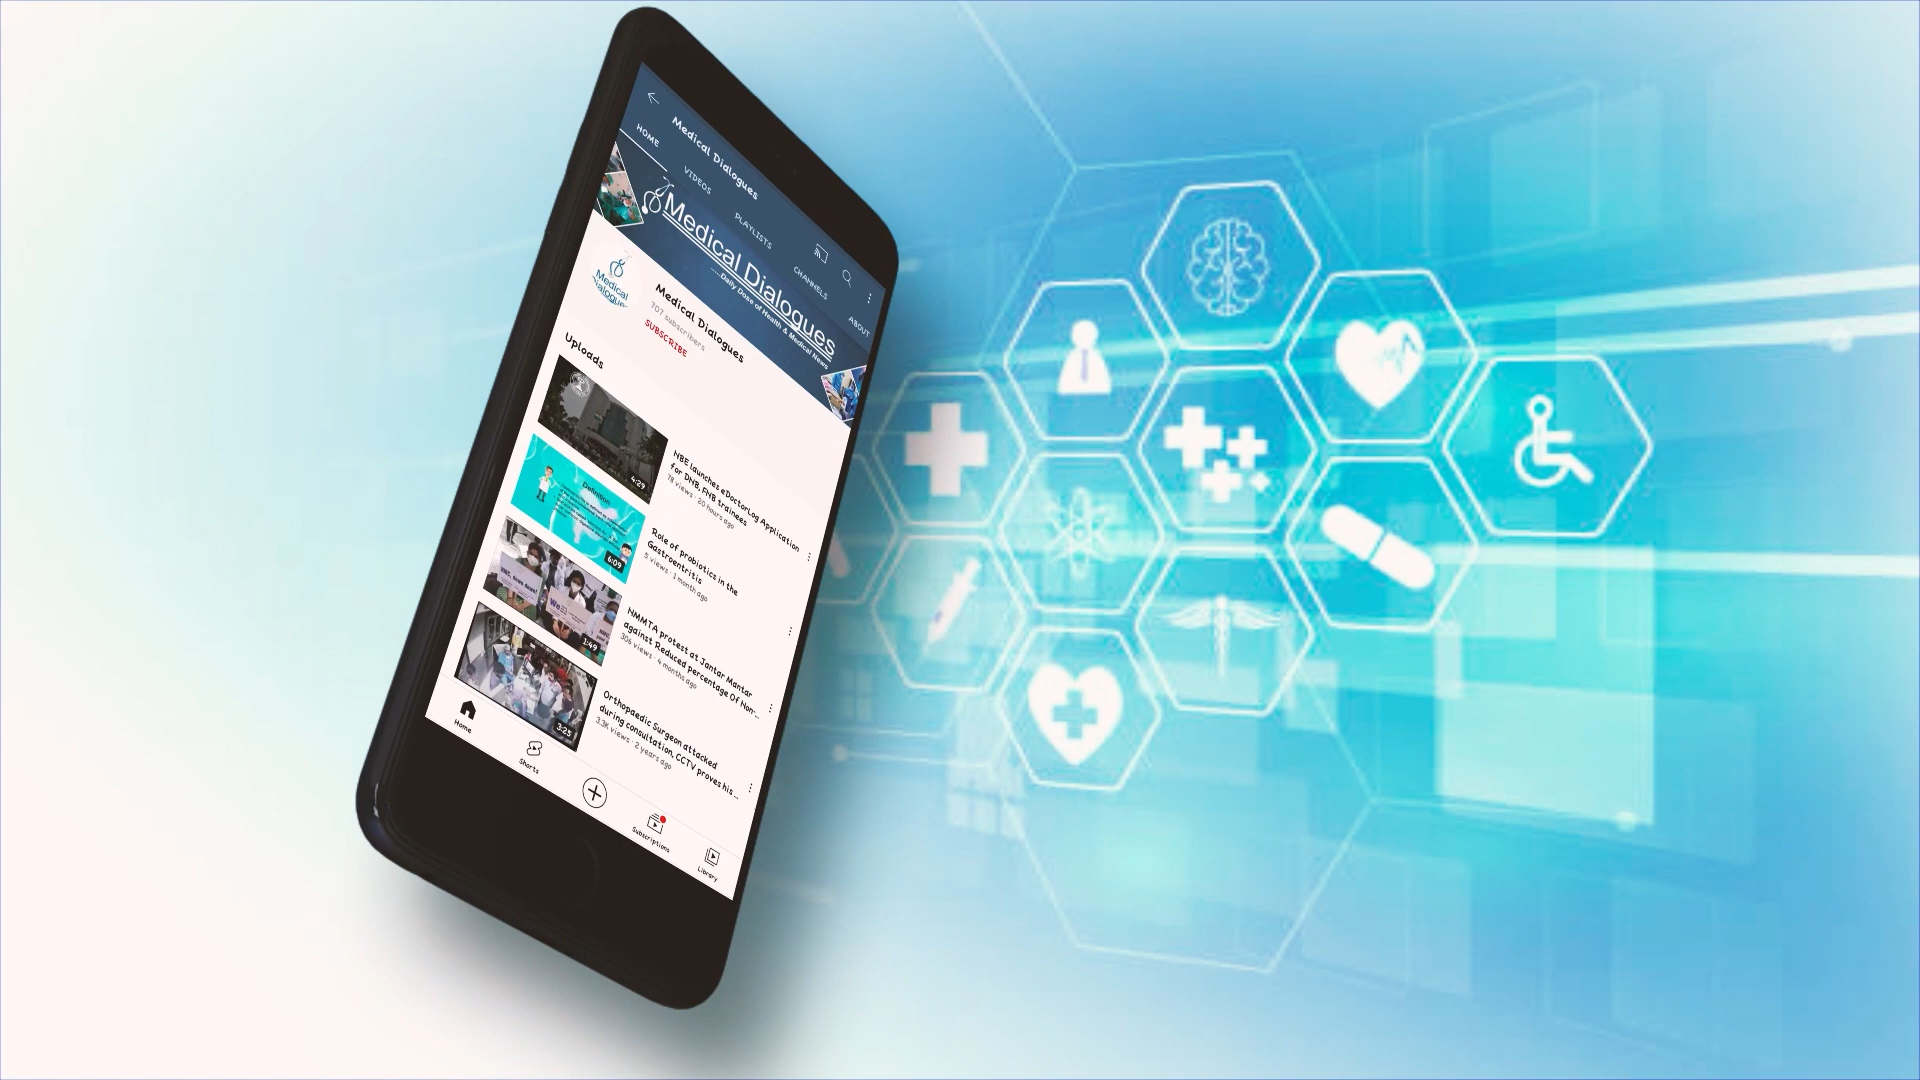 Medical Dialogues
HOME
VIDEOS
PLAYLISTS
CHANNELS
ABOUT
Medical Dialogues
....Daily Dose of Health & Medical News
Medical
Dialogues
Medical Dialogues
707 subscribers
SUBSCRIBE
Uploads
4:29
NBE launches eDoctorLog Application
for DNB, FNB trainees
78 views · 20 hours ago
Definition
6:09
Role of probiotics in the
Gastroentritis
5 views · 1 month ago
We
1:49
NMMTA protest at Jantar Mantar
against Reduced percentage Of Non-...
306 views · 4 months ago
3:25
Orthopaedic Surgeon attacked
during consultation, CCTV proves his ...
3.3K views · 2 years ago
Home
Shorts
Subscriptions
Library